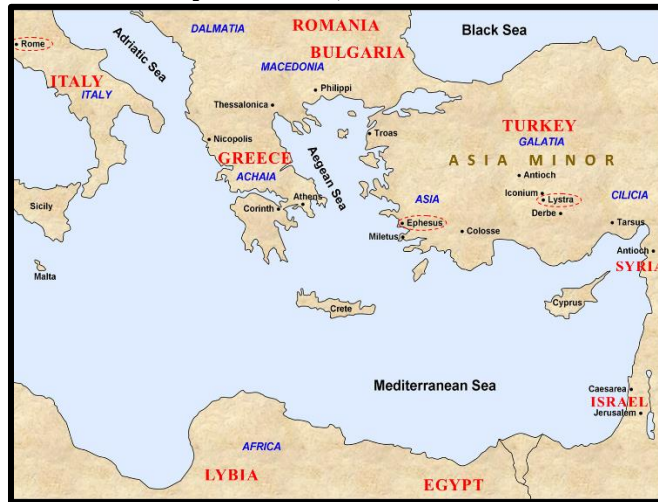 DALMATIA
ROMANIA
Black Sea
Adriatic Sea
Rome
BULGARIA
MACEDONIA
ITALY
ITALY
Philippi
Thessalonica
TURKEY
Troas
Nicopolis
GALATIA
GREECE
Aegean Sea
ASIA MINOR
ACHAIA
Antioch
Iconium
Lystra
CILICIA
ASIA
Athens
Sicily
Corinth
Derbe
Ephesus
Tarsus
Colosse
Miletus
Antioch
SYRIA
Malta
Crete
Cyprus
Mediterranean Sea
Caesarea
ISRAEL
Jerusalem
AFRICA
LYBIA
EGYPT